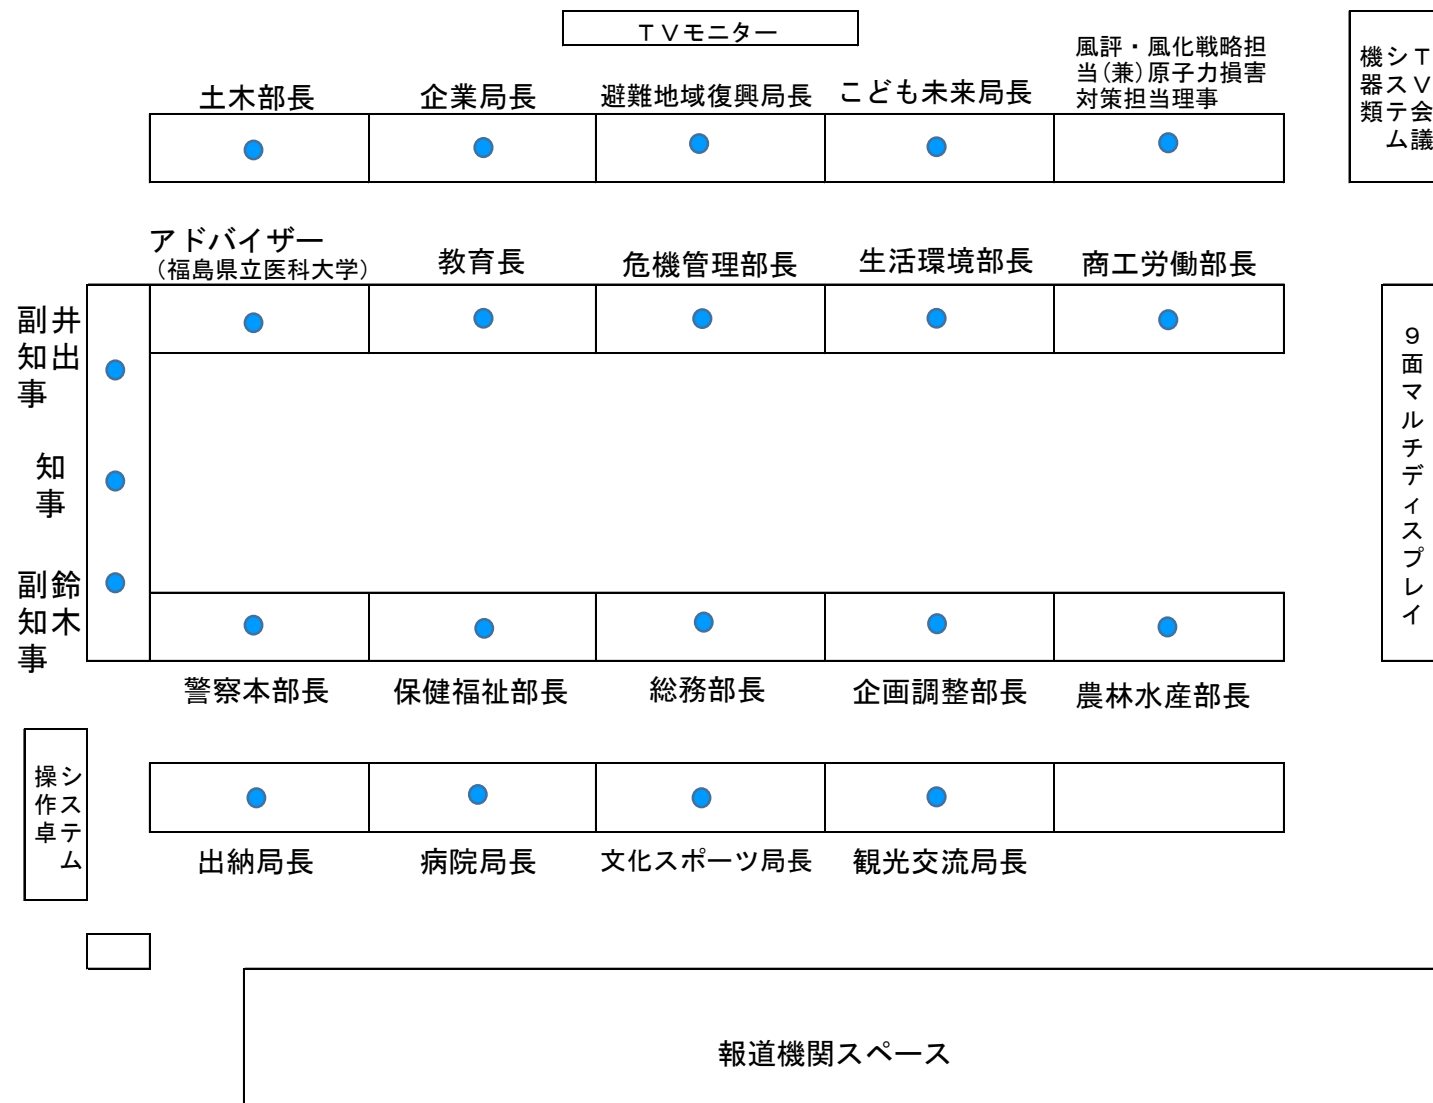 ＴＶモニター
風評・風化戦略担
当(兼)原子力損害
対策担当理事
土木部長
企業局長
避難地域復興局長
こども未来局長
ＴＶ会議
システム
機器類
アドバイザー
（福島県立医科大学）
教育長
危機管理部長
生活環境部長
商工労働部長
井出
副知事
知事
鈴木
副知事
９面マルチディスプレイ
警察本部長
保健福祉部長
総務部長
企画調整部長
農林水産部長
システム
操作卓
出納局長
病院局長
文化スポーツ局長
観光交流局長
報道機関スペース